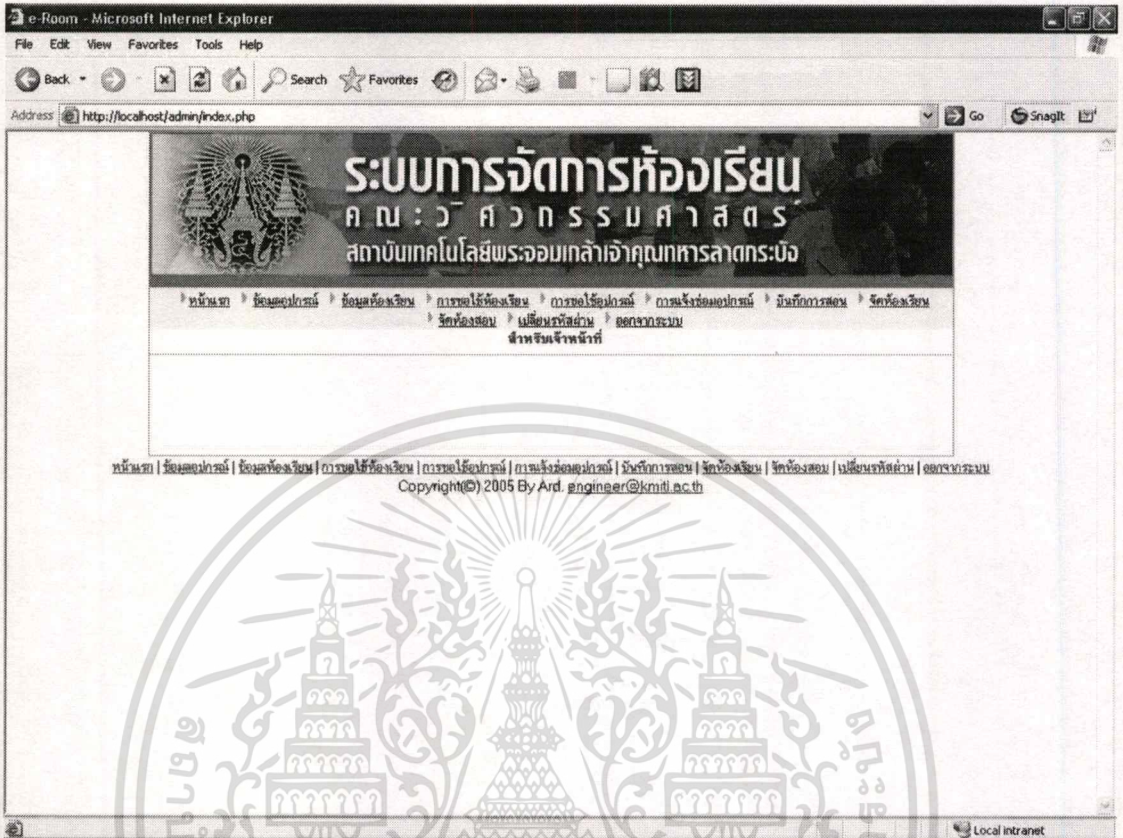 e-Room - Microsoft Internet Explorer
File Edit View Favorites Tools Help
Back Search Favorites
Address http://localhost/admin/index.php Go SnagIt
ระบบการจัดการห้องเรียน
คณะวิศวกรรมศาสตร์
สถาบันเทคโนโลยีพระจอมเกล้าเจ้าคุณทหารลาดกระบัง
หน้าแรก ข้อมูลอุปกรณ์ ข้อมูลห้องเรียน การขอใช้ห้องเรียน การขอใช้อุปกรณ์ การแจ้งซ่อมอุปกรณ์ บันทึกการสอน จัดห้องเรียน
จัดห้องสอบ เปลี่ยนรหัสผ่าน ออกจากระบบ
สำหรับเจ้าหน้าที่
หน้าแรก | ข้อมูลอุปกรณ์ | ข้อมูลห้องเรียน | การขอใช้ห้องเรียน | การขอใช้อุปกรณ์ | การแจ้งซ่อมอุปกรณ์ | บันทึกการสอน | จัดห้องเรียน | จัดห้องสอบ | เปลี่ยนรหัสผ่าน | ออกจากระบบ
Copyright(©) 2005 By Ard. engineer@kmitl.ac.th
Local intranet